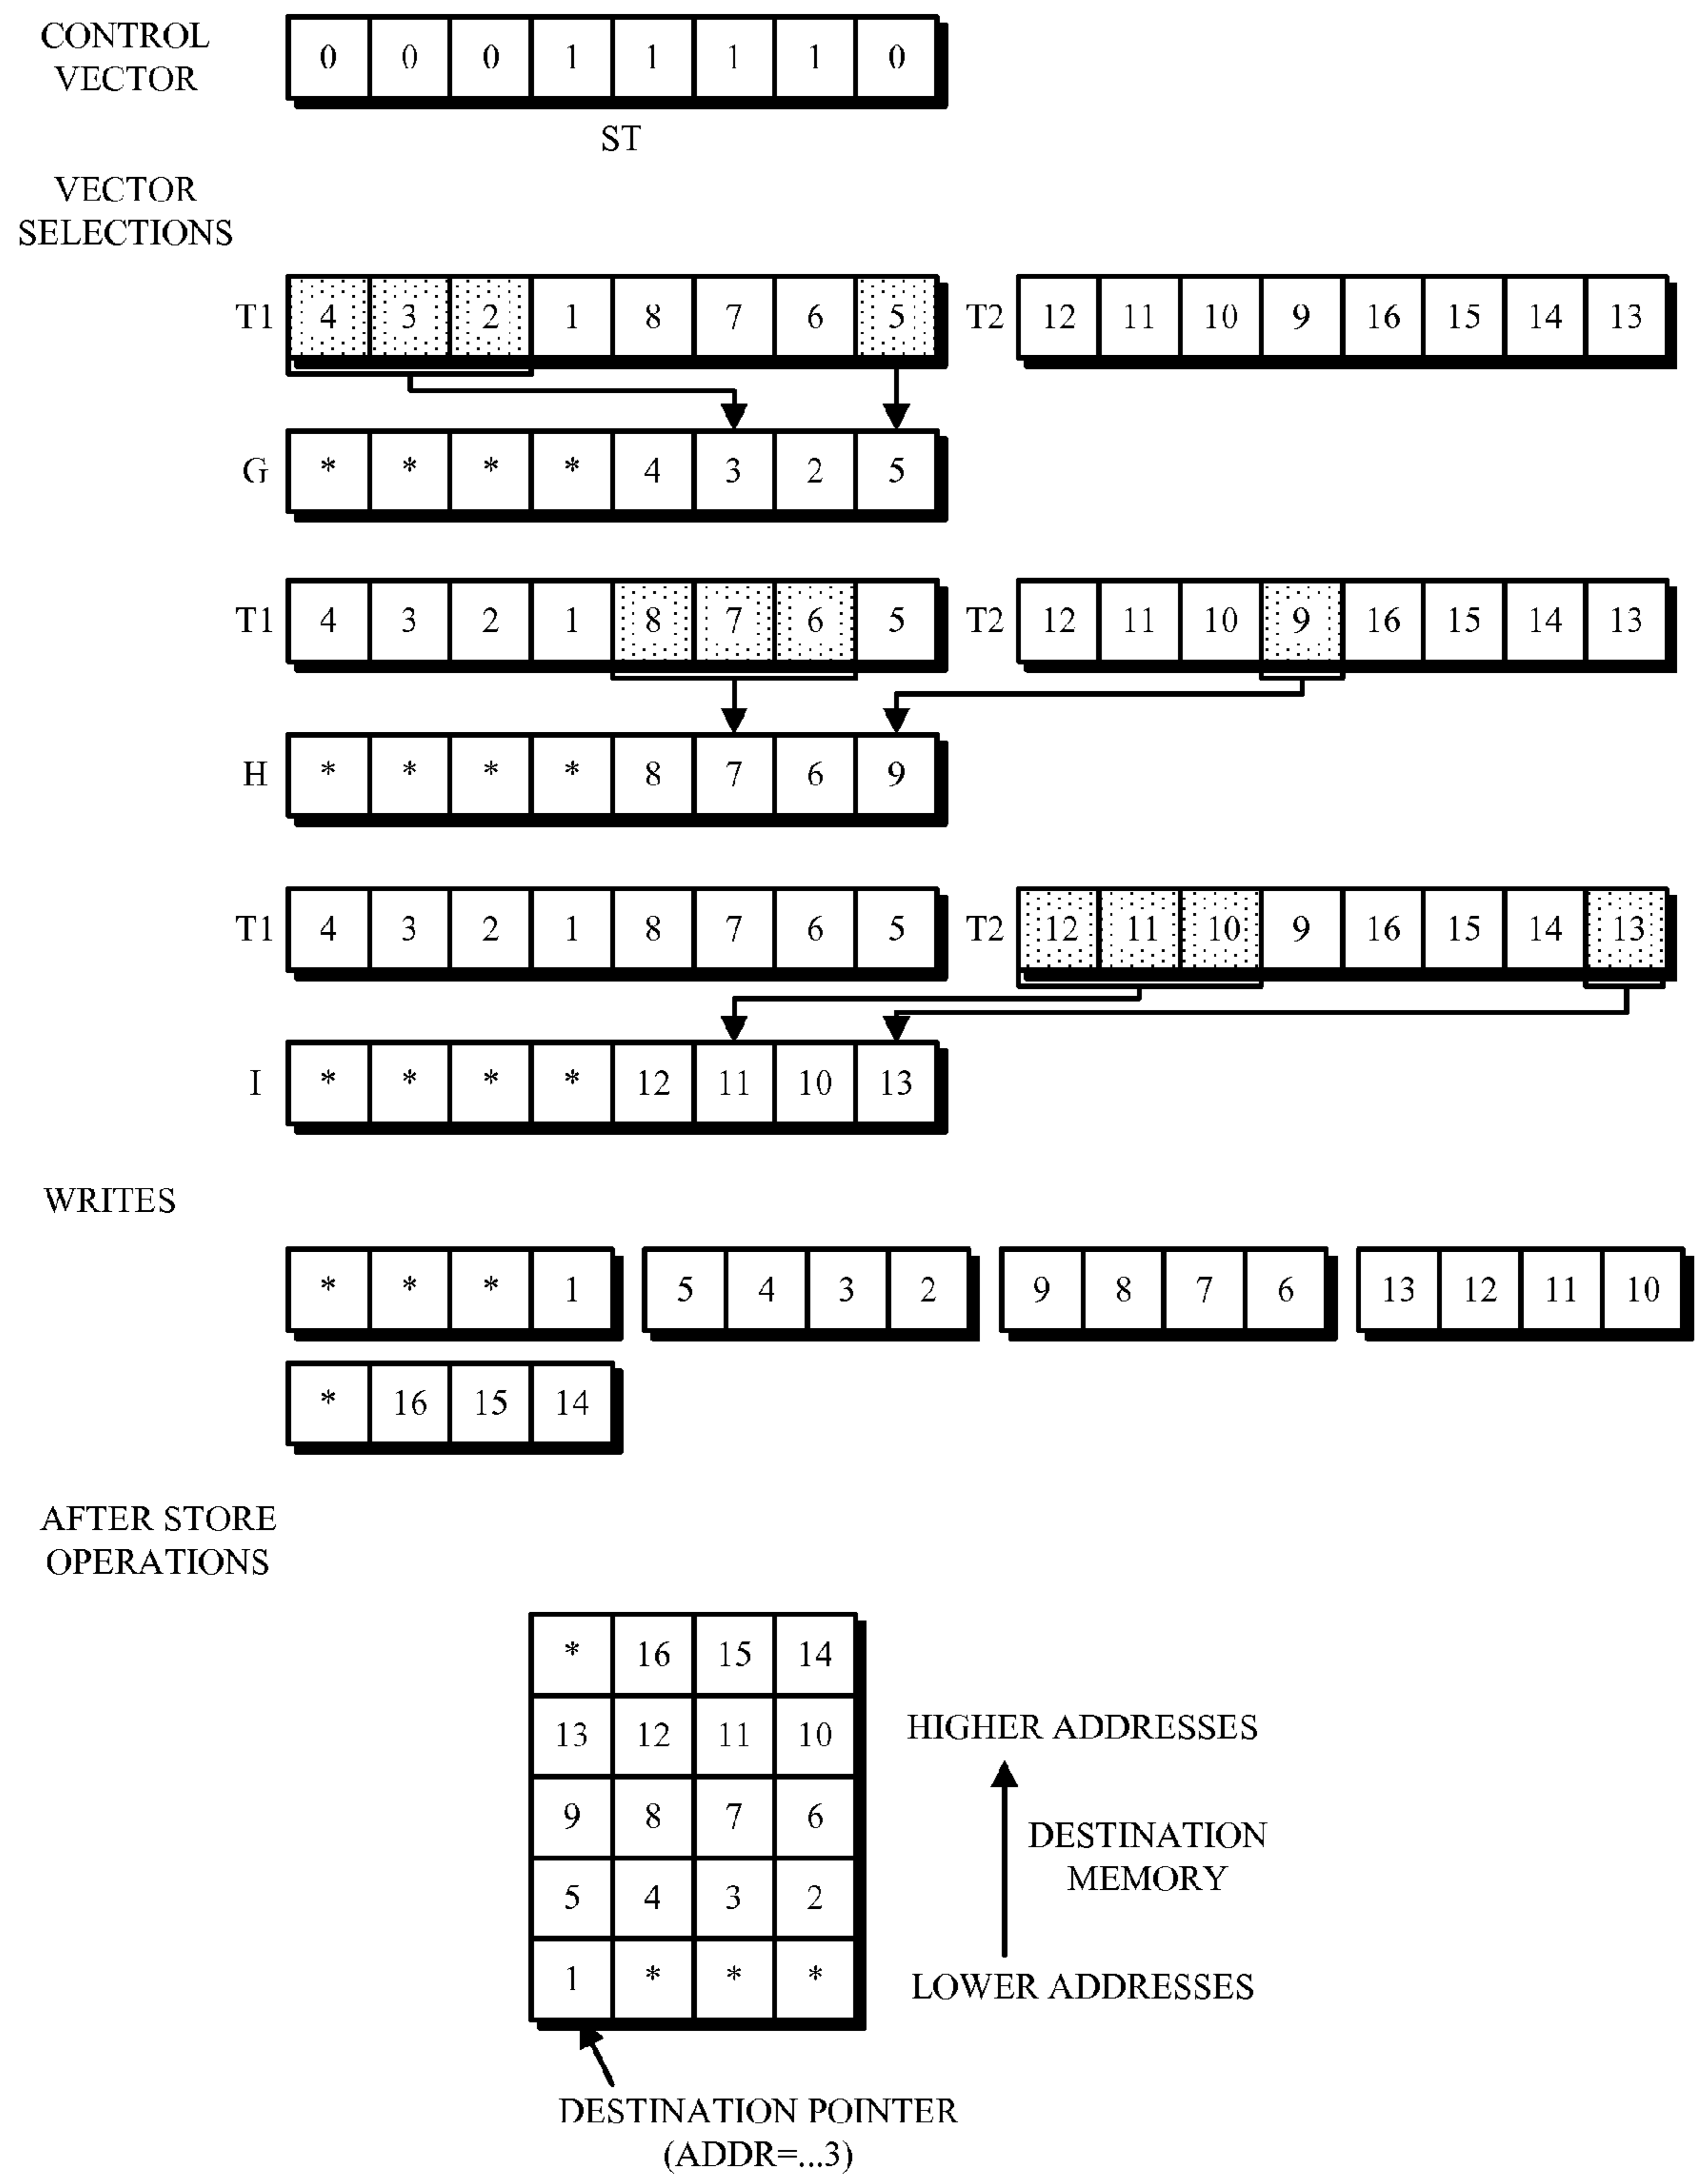 CONTROL
VECTOR
0 0 0 1 1 1 1 0
ST
VECTOR
SELECTIONS
T1 4 3 2 1 8 7 6 5 T2 12 11 10 9 16 15 14 13
G * * * * 4 3 2 5
T1 4 3 2 1 8 7 6 5 T2 12 11 10 9 16 15 14 13
H * * * * 8 7 6 9
T1 4 3 2 1 8 7 6 5 T2 12 11 10 9 16 15 14 13
I * * * * 12 11 10 13
WRITES
* * * 1 5 4 3 2 9 8 7 6 13 12 11 10
* 16 15 14
AFTER STORE
OPERATIONS
* 16 15 14
13 12 11 10
9 8 7 6
5 4 3 2
1 * * *
HIGHER ADDRESSES
DESTINATION
MEMORY
LOWER ADDRESSES
DESTINATION POINTER
(ADDR=...3)